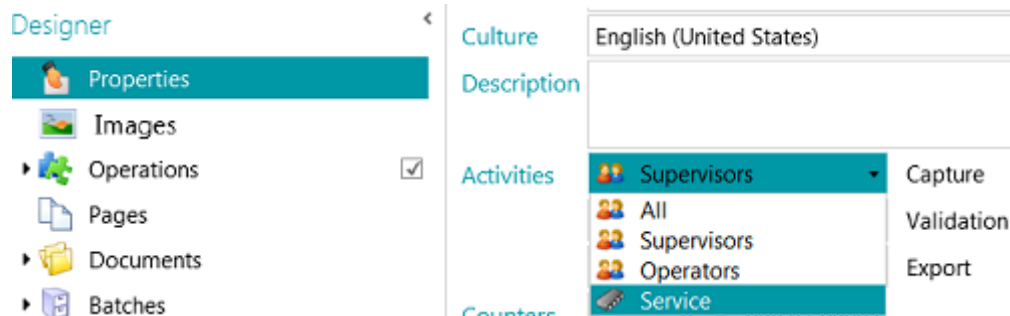 Designer
Properties
Images
Operations
Pages
Documents
Batches
Culture English (United States)
Description
Activities Supervisors Capture
All
Supervisors Validation
Operators Export
Service
Counters